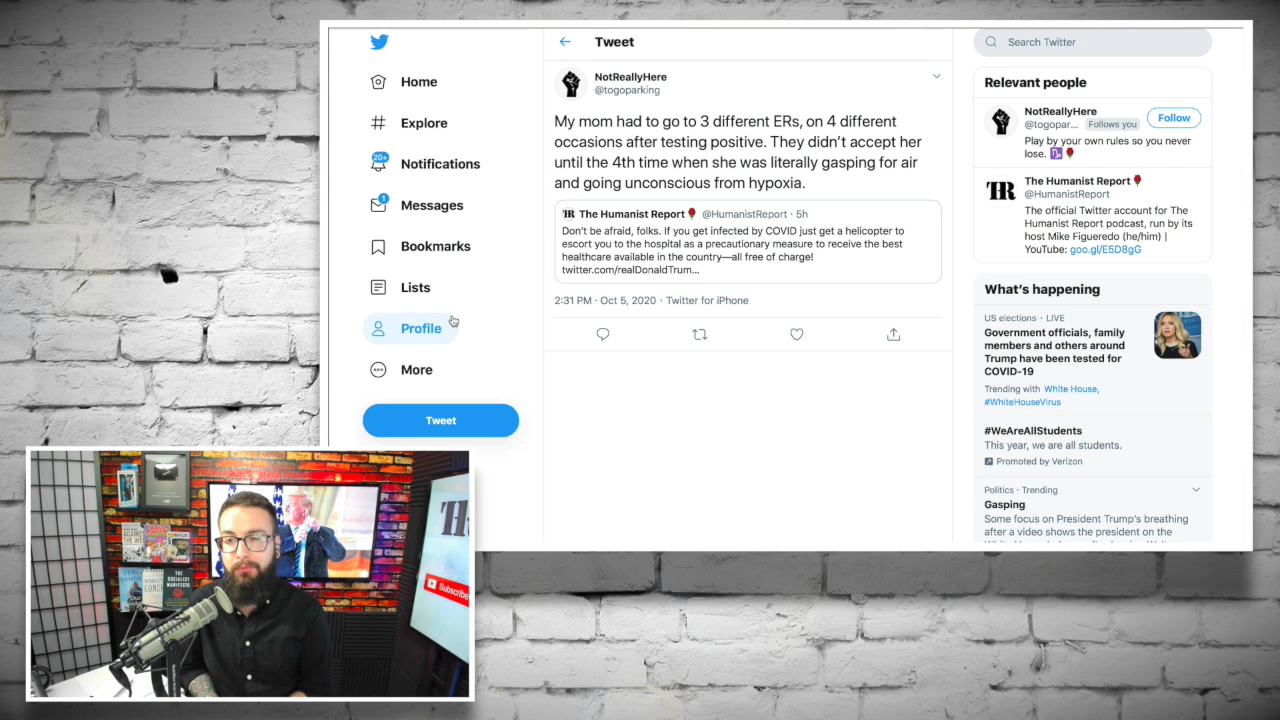 Home
Explore
20+
Notifications
1
Messages
Bookmarks
Lists
Profile
More
Tweet
Tweet
NotReallyHere
@togoparking
My mom had to go to 3 different ERs, on 4 different
occasions after testing positive. They didn't accept her
until the 4th time when she was literally gasping for air
and going unconscious from hypoxia.
The Humanist Report🌹 @HumanistReport · 5h
Don't be afraid, folks. If you get infected by COVID just get a helicopter to
escort you to the hospital as a precautionary measure to receive the best
healthcare available in the country—all free of charge!
twitter.com/realDonaldTrum...
2:31 PM · Oct 5, 2020 · Twitter for iPhone
Search Twitter
Relevant people
NotReallyHere
@togopar... Follows you
Follow
Play by your own rules so you never
lose. ♑🌹
HR
The Humanist Report🌹
@HumanistReport
The official Twitter account for The
Humanist Report podcast, run by its
host Mike Figueredo (he/him) |
YouTube: goo.gl/E5D8gG
What's happening
US elections · LIVE
Government officials, family
members and others around
Trump have been tested for
COVID-19
Trending with White House,
#WhiteHouseVirus
#WeAreAllStudents
This year, we are all students.
Promoted by Verizon
Politics · Trending
Gasping
Some focus on President Trump's breathing
after a video shows the president on the
THE
SOCIALIST
MANIFESTO
Subscribe